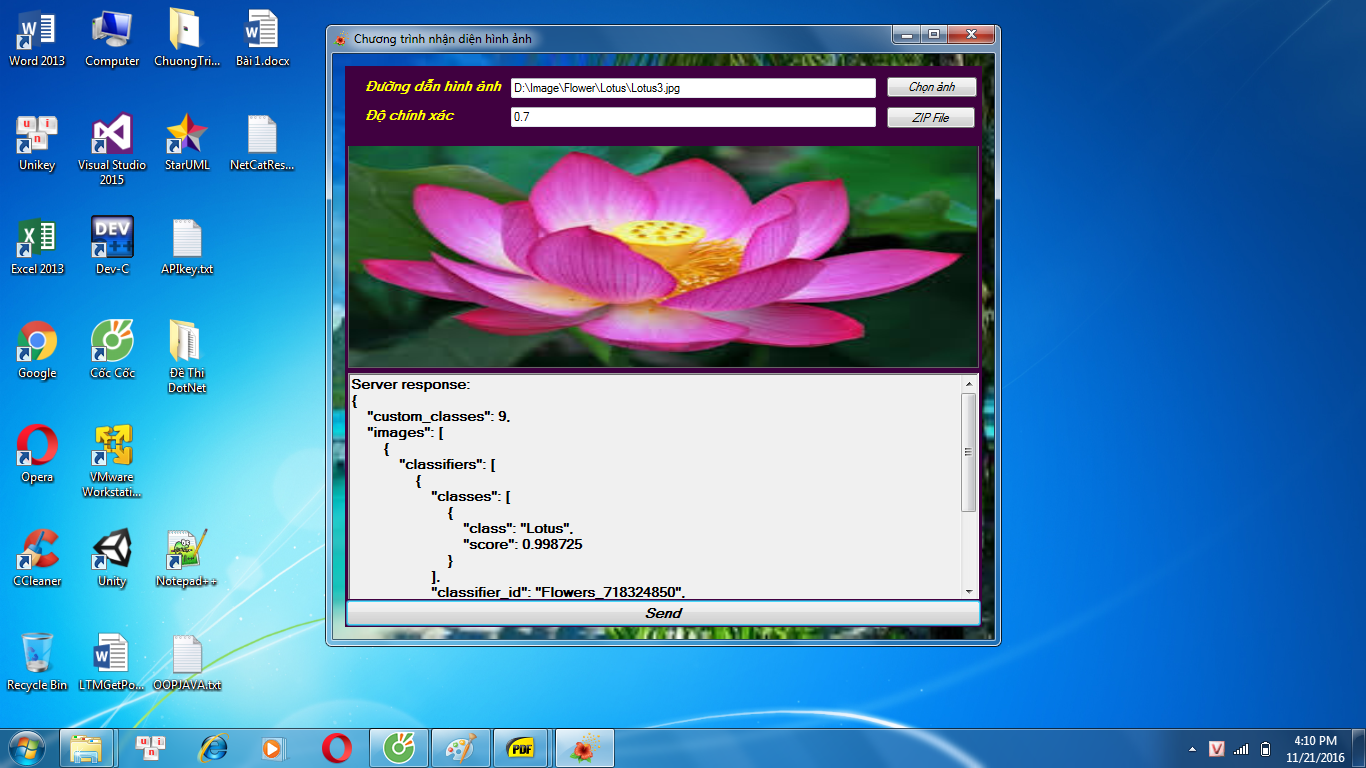 Word 2013
Computer
ChuongTri...
Bài 1.docx
Unikey
Visual Studio
2015
StarUML
NetCatRes...
Excel 2013
Dev-C
APIkey.txt
Google
Cốc Cốc
Đề Thi
DotNet
Opera
VMware
Workstati...
CCleaner
Unity
Notepad++
Recycle Bin
LTMGetPo...
OOPJAVA.txt
Chương trình nhận diện hình ảnh
Đường dẫn hình ảnh
D:\Image\Flower\Lotus\Lotus3.jpg
Chọn ảnh
Độ chính xác
0.7
ZIP File
Server response:
{
"custom_classes": 9,
"images": [
{
"classifiers": [
{
"classes": [
{
"class": "Lotus",
"score": 0.998725
}
],
"classifier_id": "Flowers_718324850",
Send
4:10 PM
11/21/2016
W
X
u i
n
DEV
C++
PDF
V